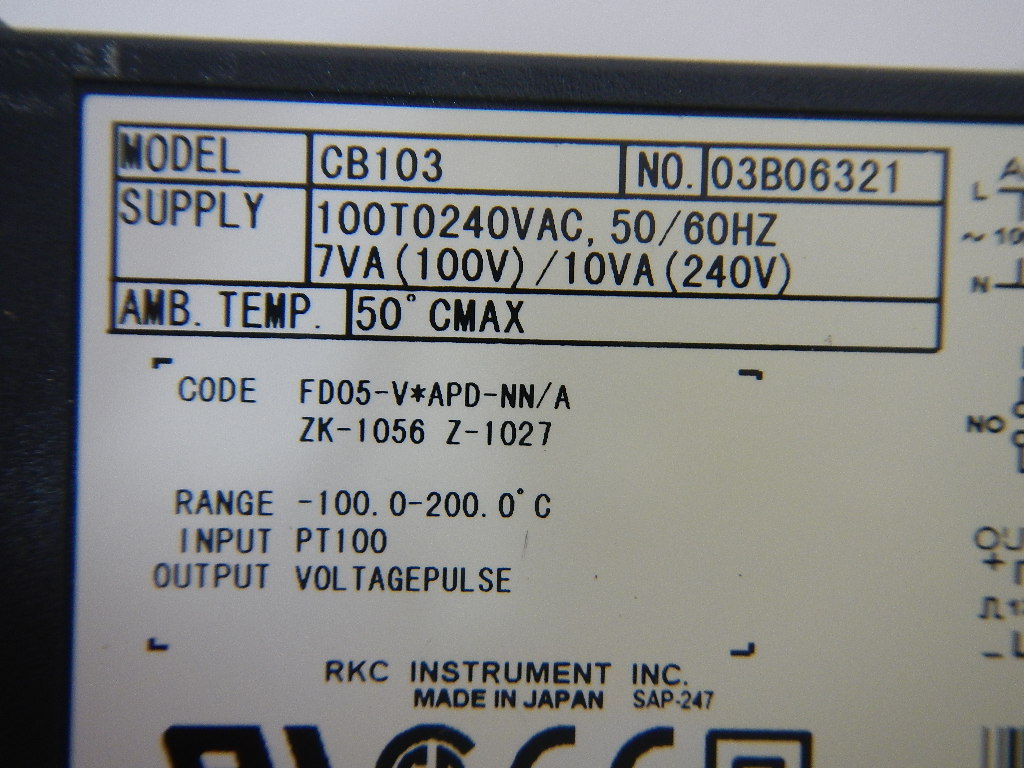 MODEL CB103 NO. 03B06321
SUPPLY 100TO240VAC, 50/60HZ
7VA(100V)/10VA(240V)
AMB. TEMP. 50°CMAX
CODE FD05-V*APD-NN/A
ZK-1056 Z-1027
RANGE -100.0-200.0°C
INPUT PT100
OUTPUT VOLTAGEPULSE
RKC INSTRUMENT INC.
MADE IN JAPAN SAP-247
L
N
NO